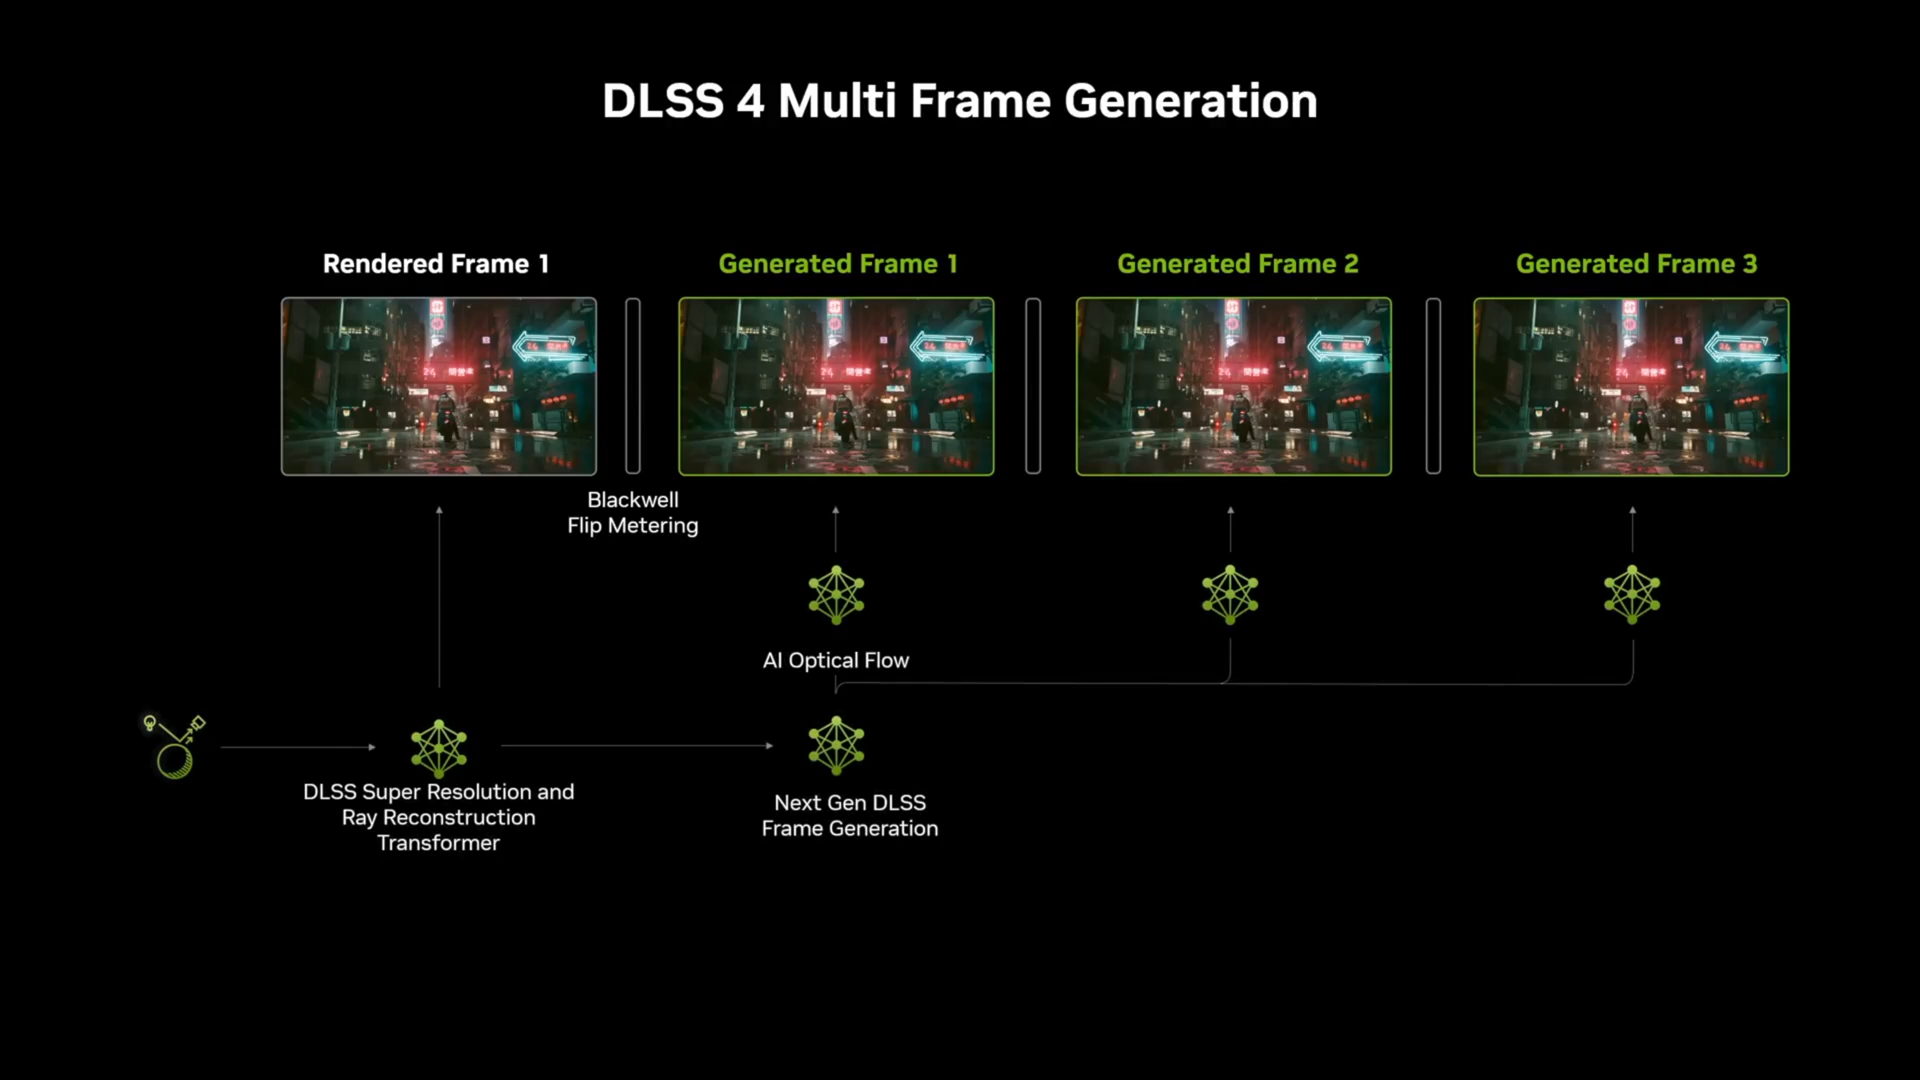 DLSS 4 Multi Frame Generation
Rendered Frame 1
Generated Frame 1
Generated Frame 2
Generated Frame 3
Blackwell
Flip Metering
AI Optical Flow
DLSS Super Resolution and
Ray Reconstruction
Transformer
Next Gen DLSS
Frame Generation